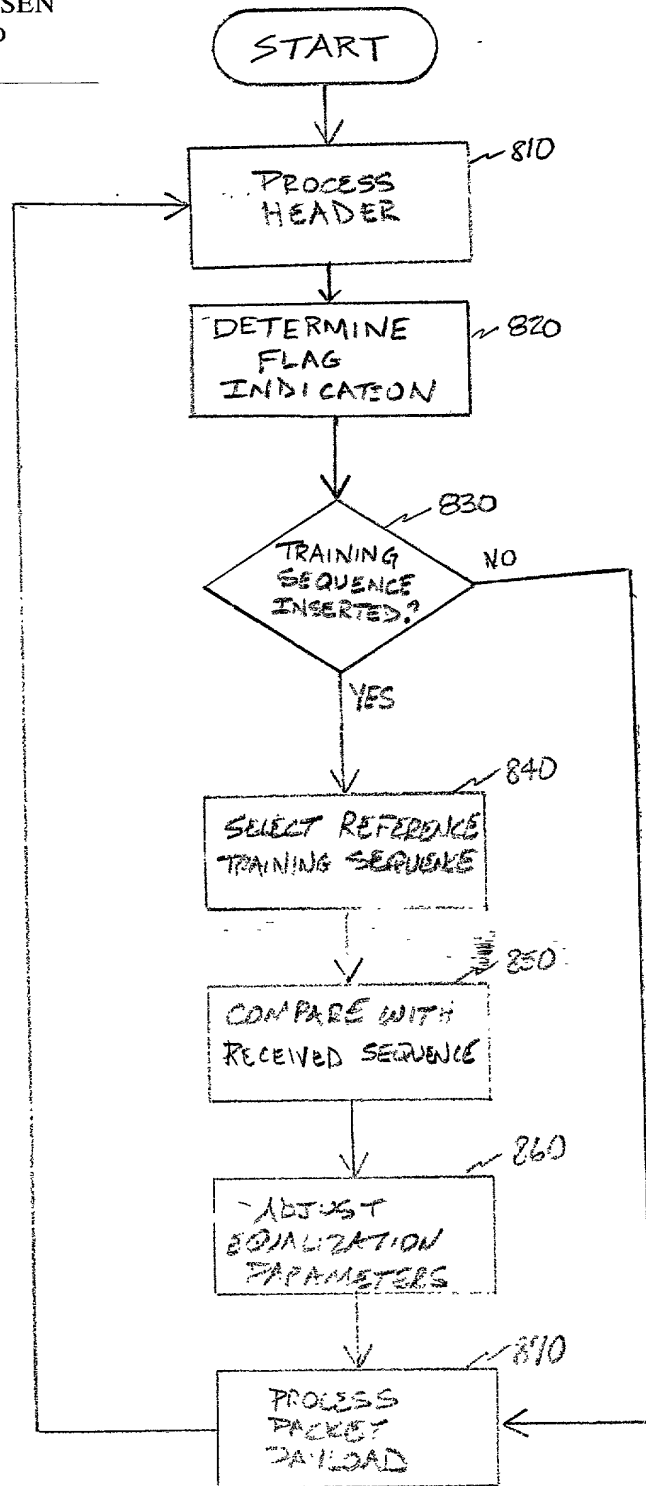 SEN
START
810
PROCESS
HEADER
820
DETERMINE
FLAG
INDICATION
830
TRAINING
SEQUENCE
INSERTED?
NO
YES
840
SELECT REFERENCE
TRAINING SEQUENCE
850
COMPARE WITH
RECEIVED SEQUENCE
860
ADJUST
EQUALIZATION
PARAMETERS
870
PROCESS
PACKET
PAYLOAD